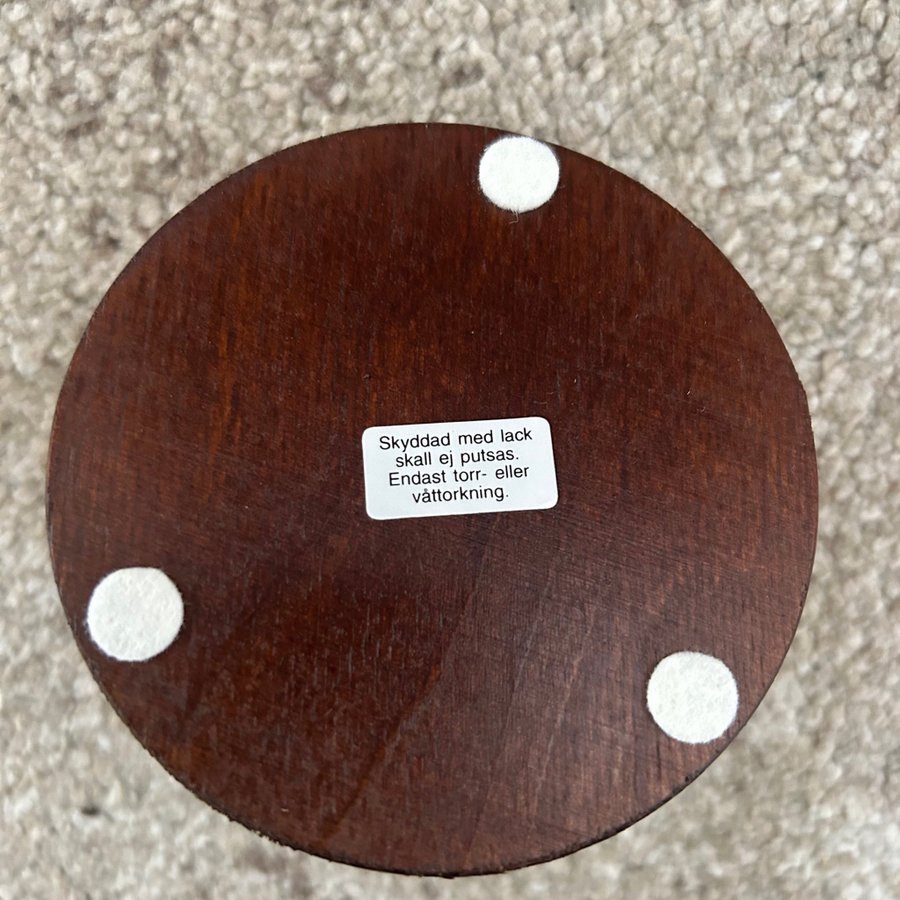 Skyddad med lack
skall ej putsas.
Endast torr- eller
våttorkning.